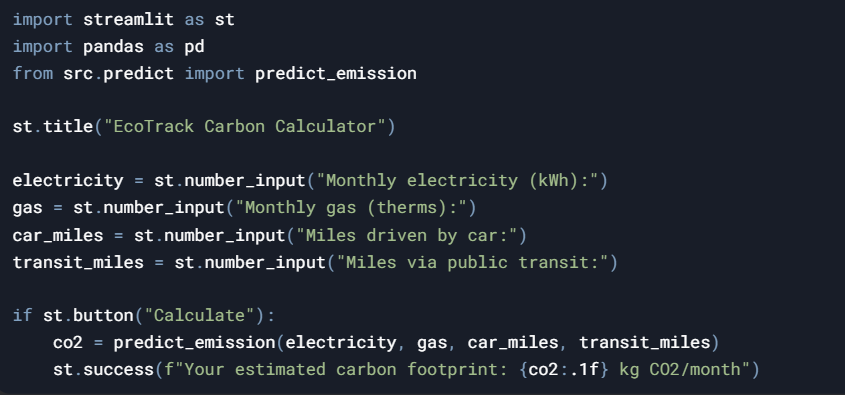 import streamlit as st
import pandas as pd
from src.predict import predict_emission

st.title("EcoTrack Carbon Calculator")

electricity = st.number_input("Monthly electricity (kWh):")
gas = st.number_input("Monthly gas (therms):")
car_miles = st.number_input("Miles driven by car:")
transit_miles = st.number_input("Miles via public transit:")

if st.button("Calculate"):
    co2 = predict_emission(electricity, gas, car_miles, transit_miles)
    st.success(f"Your estimated carbon footprint: {co2:.1f} kg CO2/month")